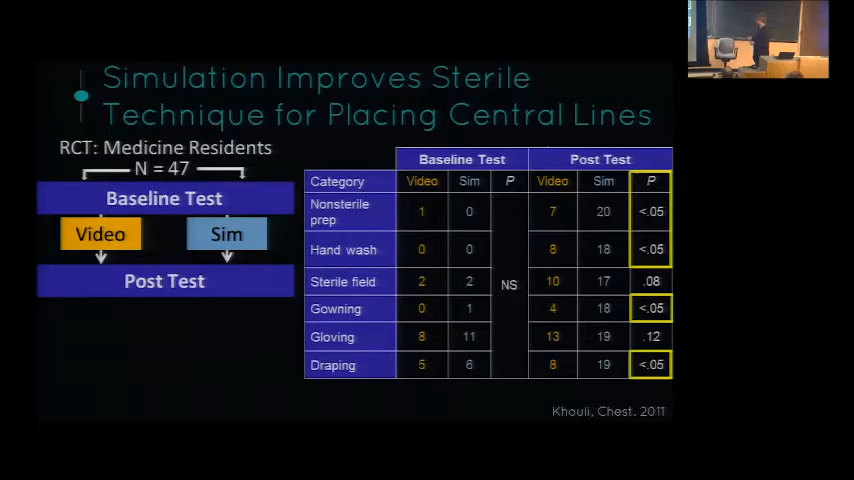 Simulation Improves Sterile
Technique for Placing Central Lines
RCT: Medicine Residents
N = 47
Baseline Test
Video Sim
Post Test
Baseline Test Post Test
Category Video Sim P Video Sim P
Nonsterile prep 1 0 7 20 <.05
Hand wash 0 0 8 18 <.05
Sterile field 2 2 NS 10 17 .08
Gowning 0 1 4 18 <.05
Gloving 8 11 13 19 .12
Draping 5 6 8 19 <.05
Khouli, Chest. 2011